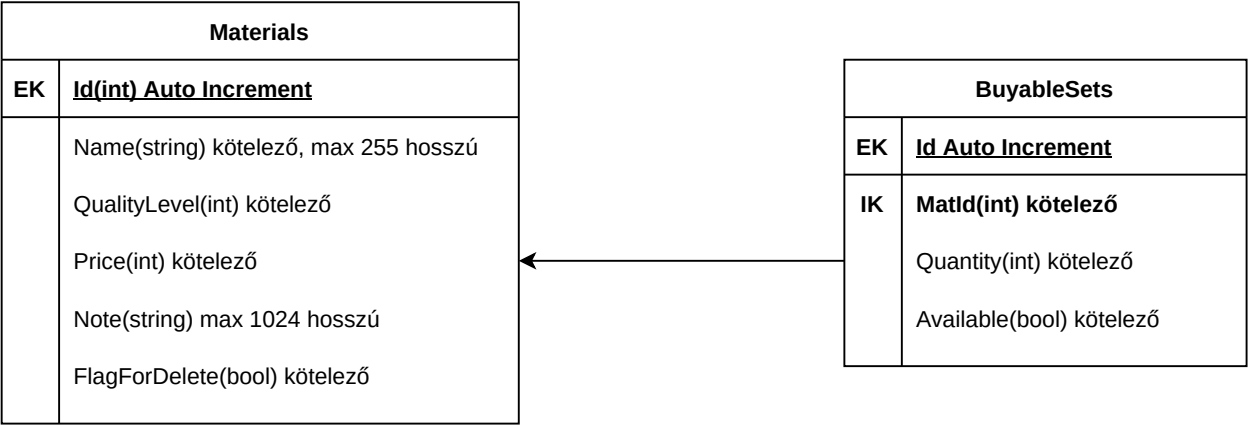 Materials
EK Id(int) Auto Increment
Name(string) kötelező, max 255 hosszú
QualityLevel(int) kötelező
Price(int) kötelező
Note(string) max 1024 hosszú
FlagForDelete(bool) kötelező
BuyableSets
EK Id Auto Increment
IK MatId(int) kötelező
Quantity(int) kötelező
Available(bool) kötelező